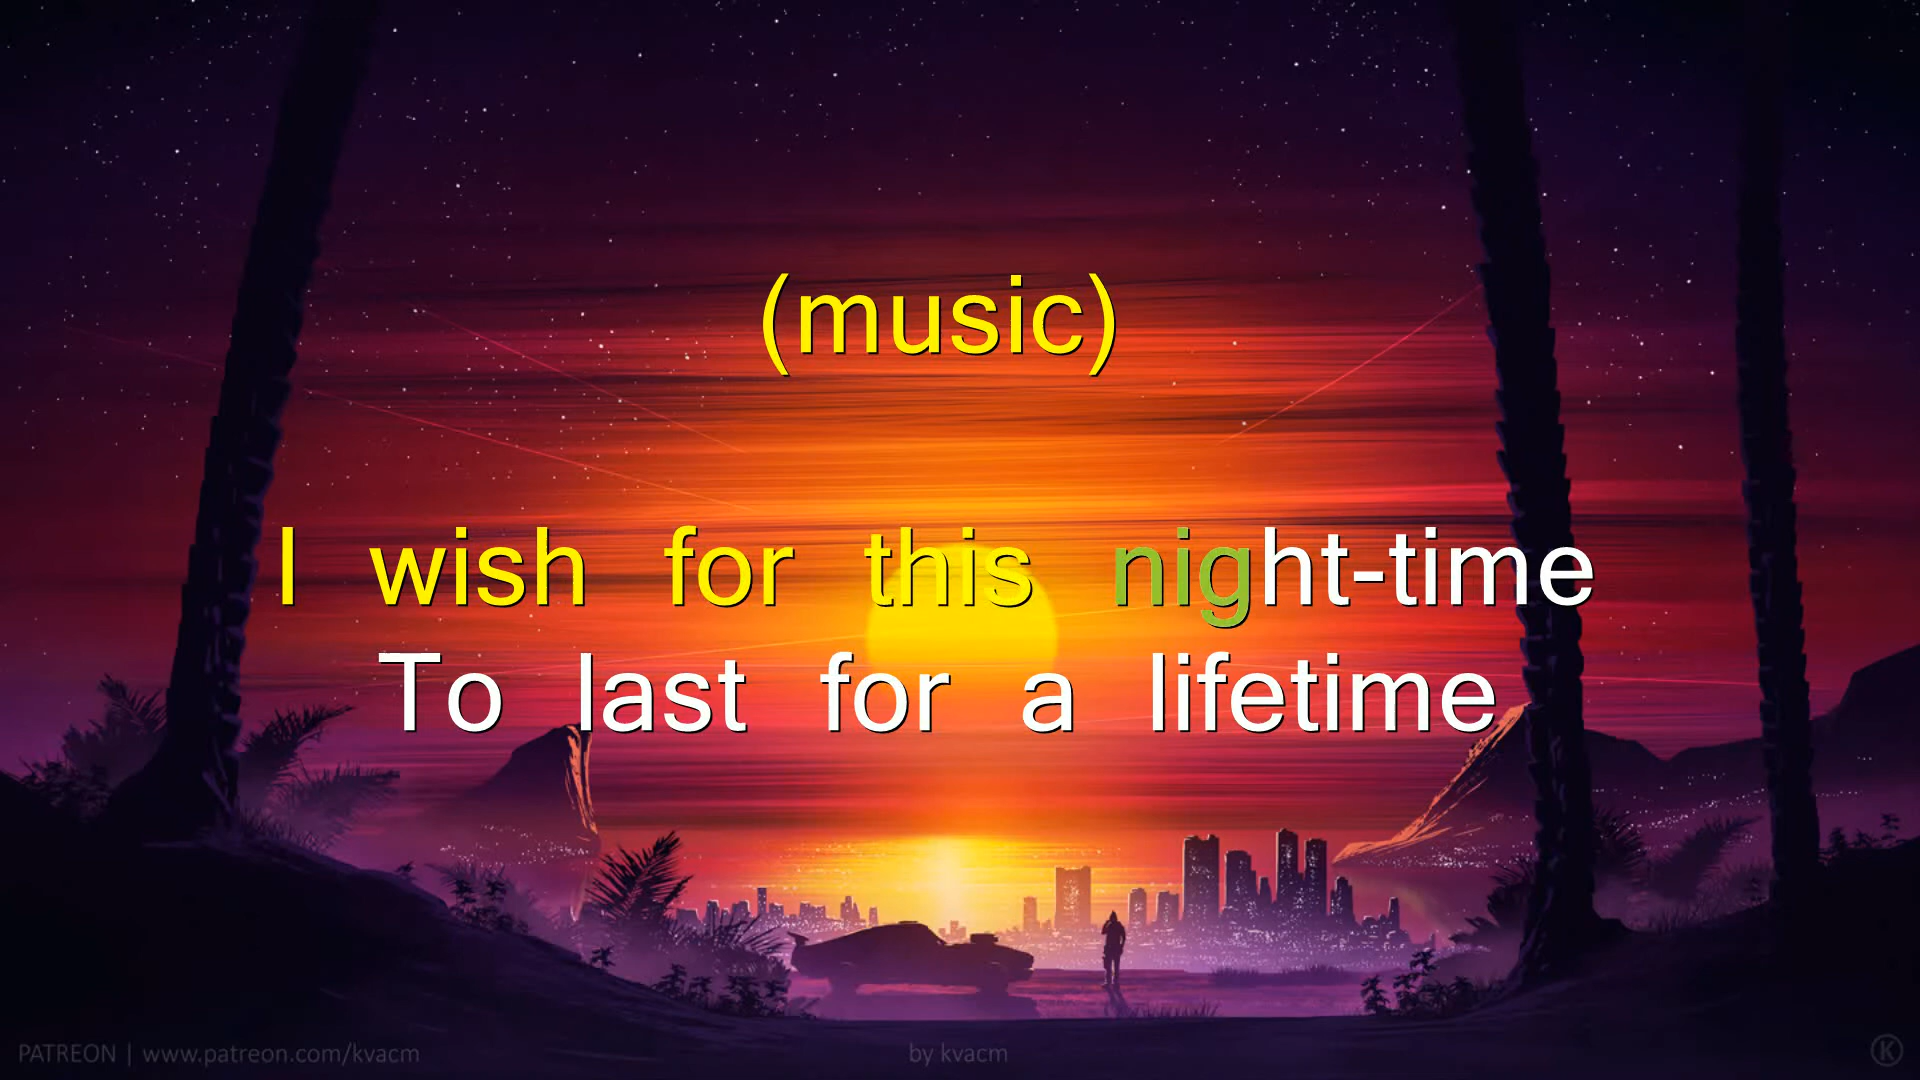 (music)
I wish for this night-time
To last for a lifetime
PATREON | www.patreon.com/kvacm
by kvacm
K